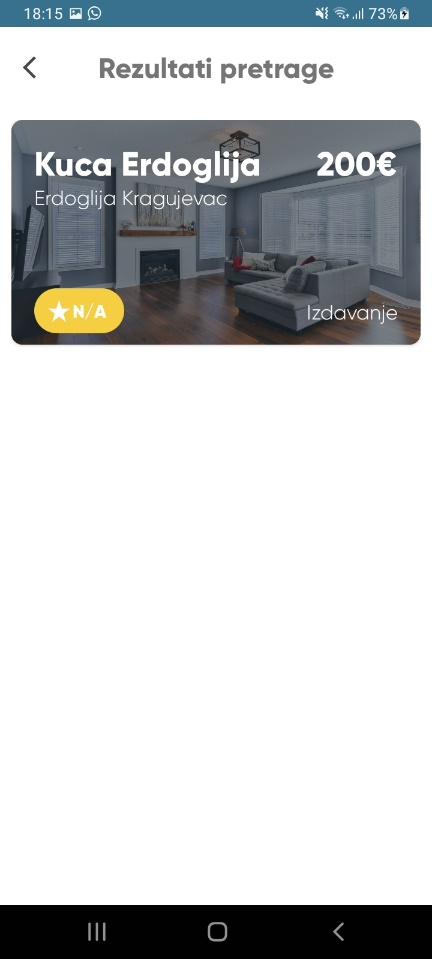 18:15 73%
Rezultati pretrage
Kuca Erdoglija 200€
Erdoglija Kragujevac
N/A Izdavanje